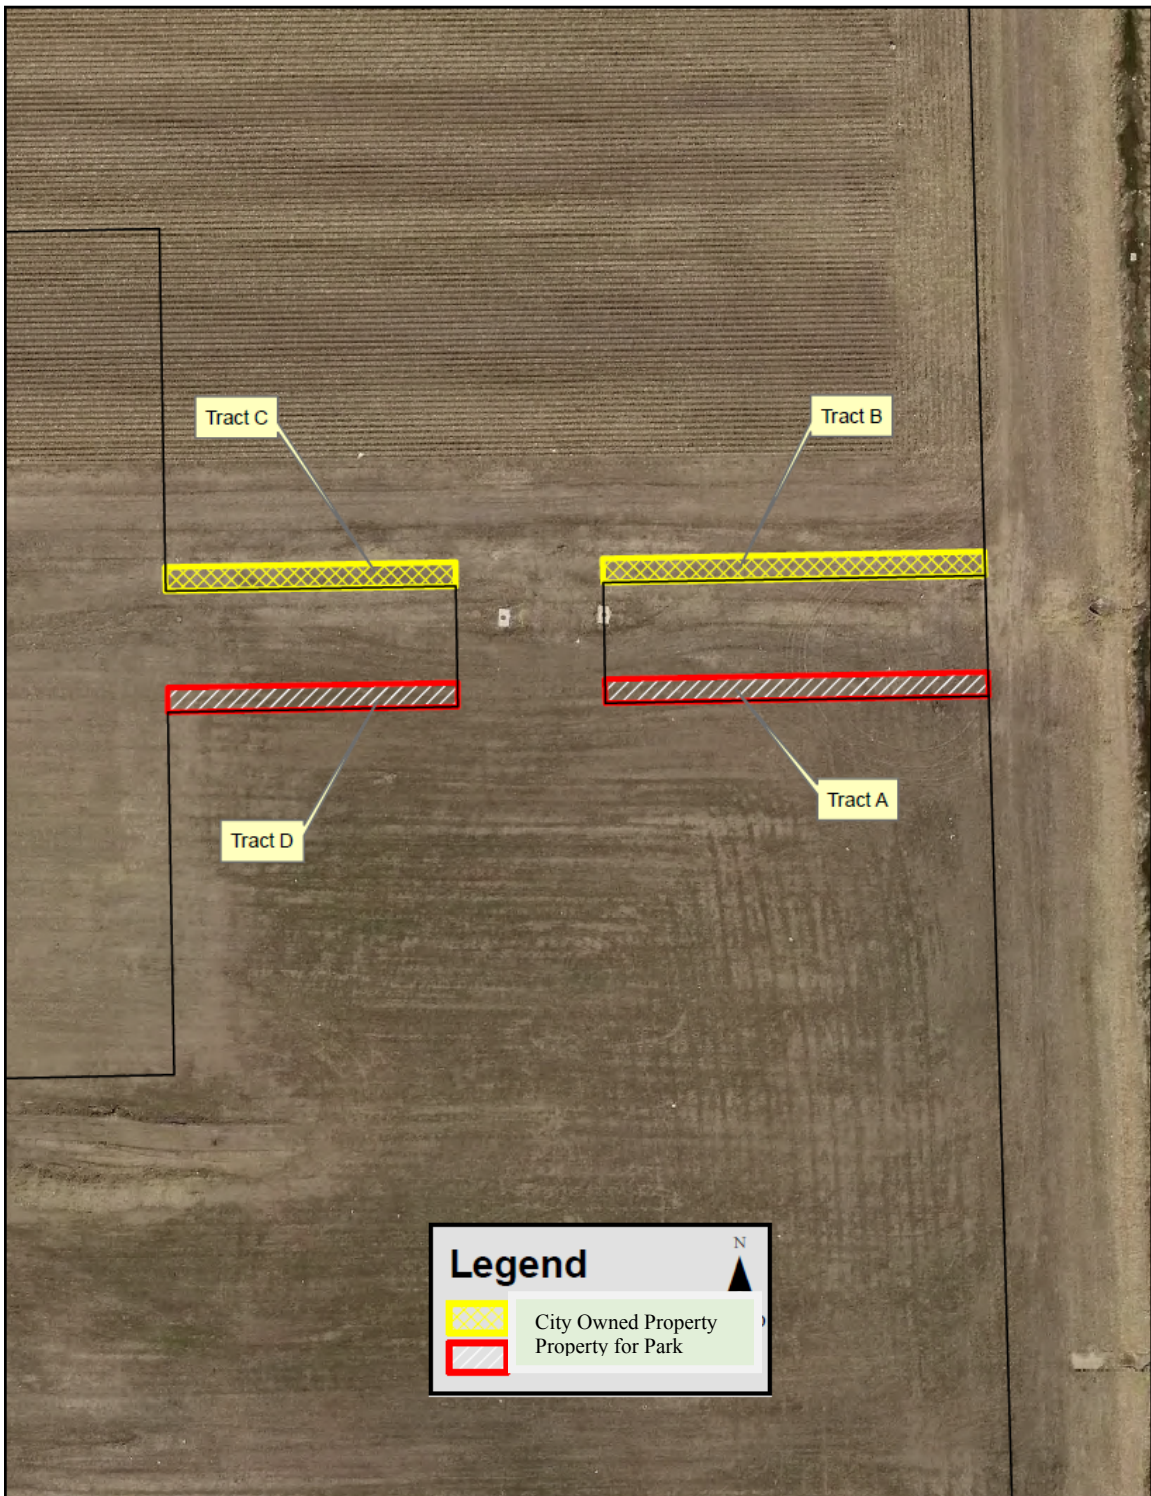 Tract C
Tract B
Tract A
Tract D
Legend
N
City Owned Property
Property for Park